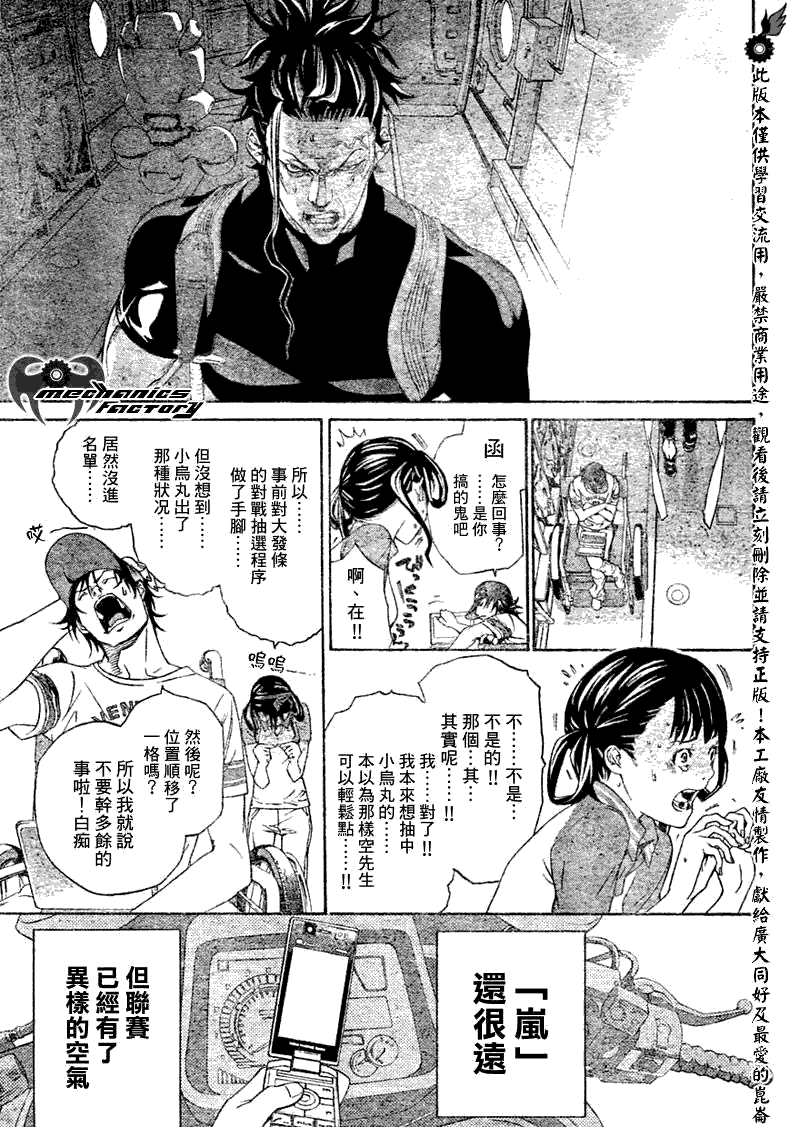 函
怎麼回事?
……是你
搞的鬼吧
啊、在!!
所以……
事前對大發條
的對戰抽選程序
做了手腳……
但沒想到……
小烏丸出了
那種狀況……
居然沒進
名單……
哎
不……不是…
不是的!!
那個…其…
其實呢……!!
我……對了!!
我本來想抽中
小烏丸的……
本以為那樣空先生
可以輕鬆點……!!
嗚嗚
然後呢?
位置順移了
一格嗎?
所以我就說
不要幹多餘的
事啦!白痴
MEN
「嵐」
還很遠
但聯賽
已經有了
異樣的空氣
mechanics
factory
此版本僅供學習交流用,嚴禁商業用途,觀看後請立刻刪除並請支持正版!本工廠友情製作,獻給廣大同好及最愛的崑崙